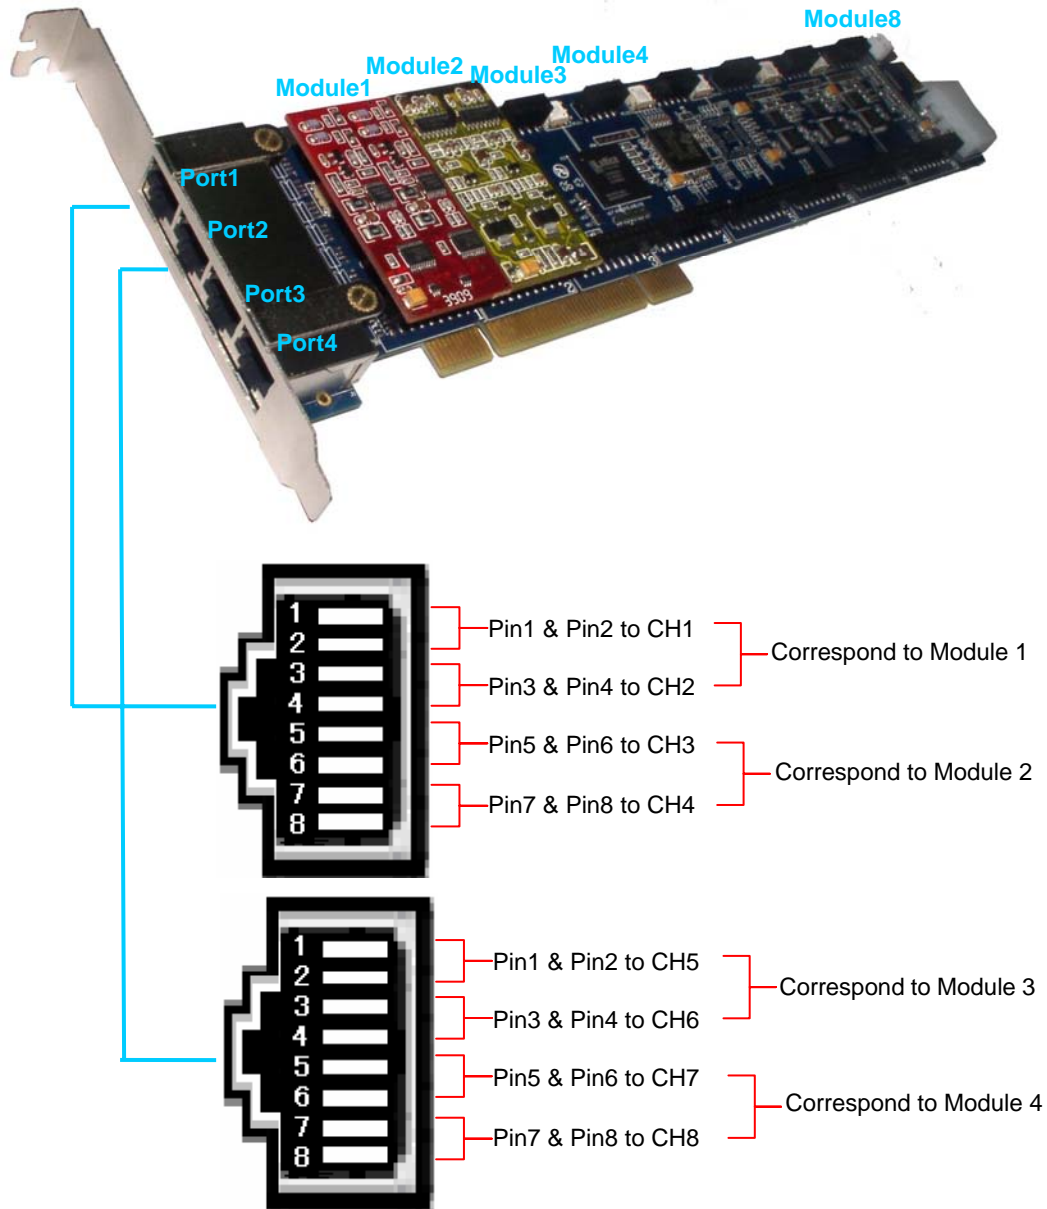 Module8
Module4
Module2
Module3
Module1
Port1
Port2
Port3
Port4
3909
1
2
3
4
5
6
7
8
Pin1 & Pin2 to CH1
Pin3 & Pin4 to CH2
Correspond to Module 1
Pin5 & Pin6 to CH3
Pin7 & Pin8 to CH4
Correspond to Module 2
1
2
3
4
5
6
7
8
Pin1 & Pin2 to CH5
Pin3 & Pin4 to CH6
Correspond to Module 3
Pin5 & Pin6 to CH7
Pin7 & Pin8 to CH8
Correspond to Module 4